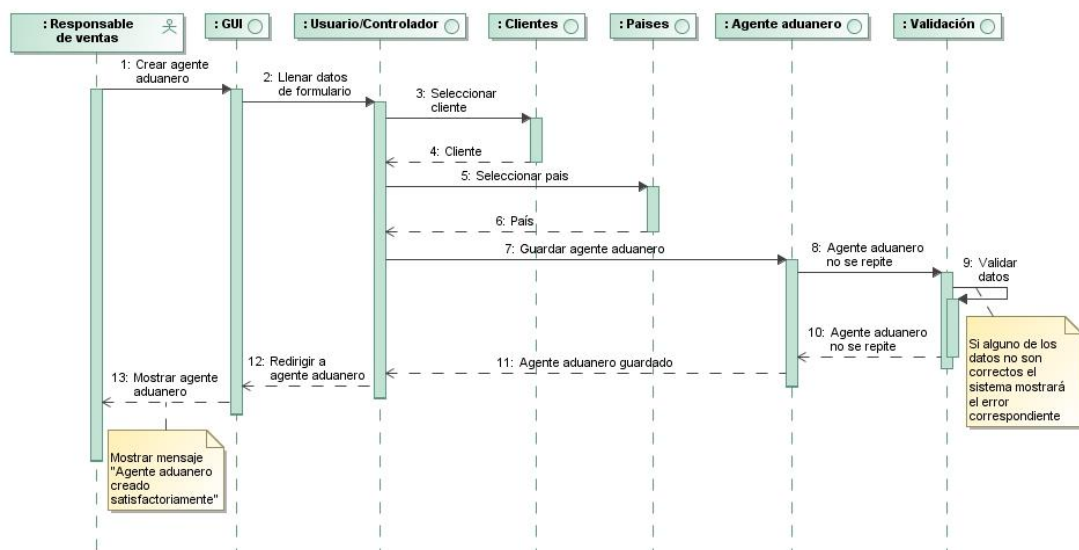 : Responsable
de ventas
: GUI
: Usuario/Controlador
: Clientes
: Paises
: Agente aduanero
: Validación
1: Crear agente
aduanero
2: Llenar datos
de formulario
3: Seleccionar
cliente
4: Cliente
5: Seleccionar pais
6: País
7: Guardar agente aduanero
8: Agente aduanero
no se repite
9: Validar
datos
10: Agente aduanero
no se repite
11: Agente aduanero guardado
12: Redirigir a
agente aduanero
13: Mostrar agente
aduanero
Si alguno de los
datos no son
correctos el
sistema mostrará
el error
correspondiente
Mostrar mensaje
"Agente aduanero
creado
satisfactoriamente"